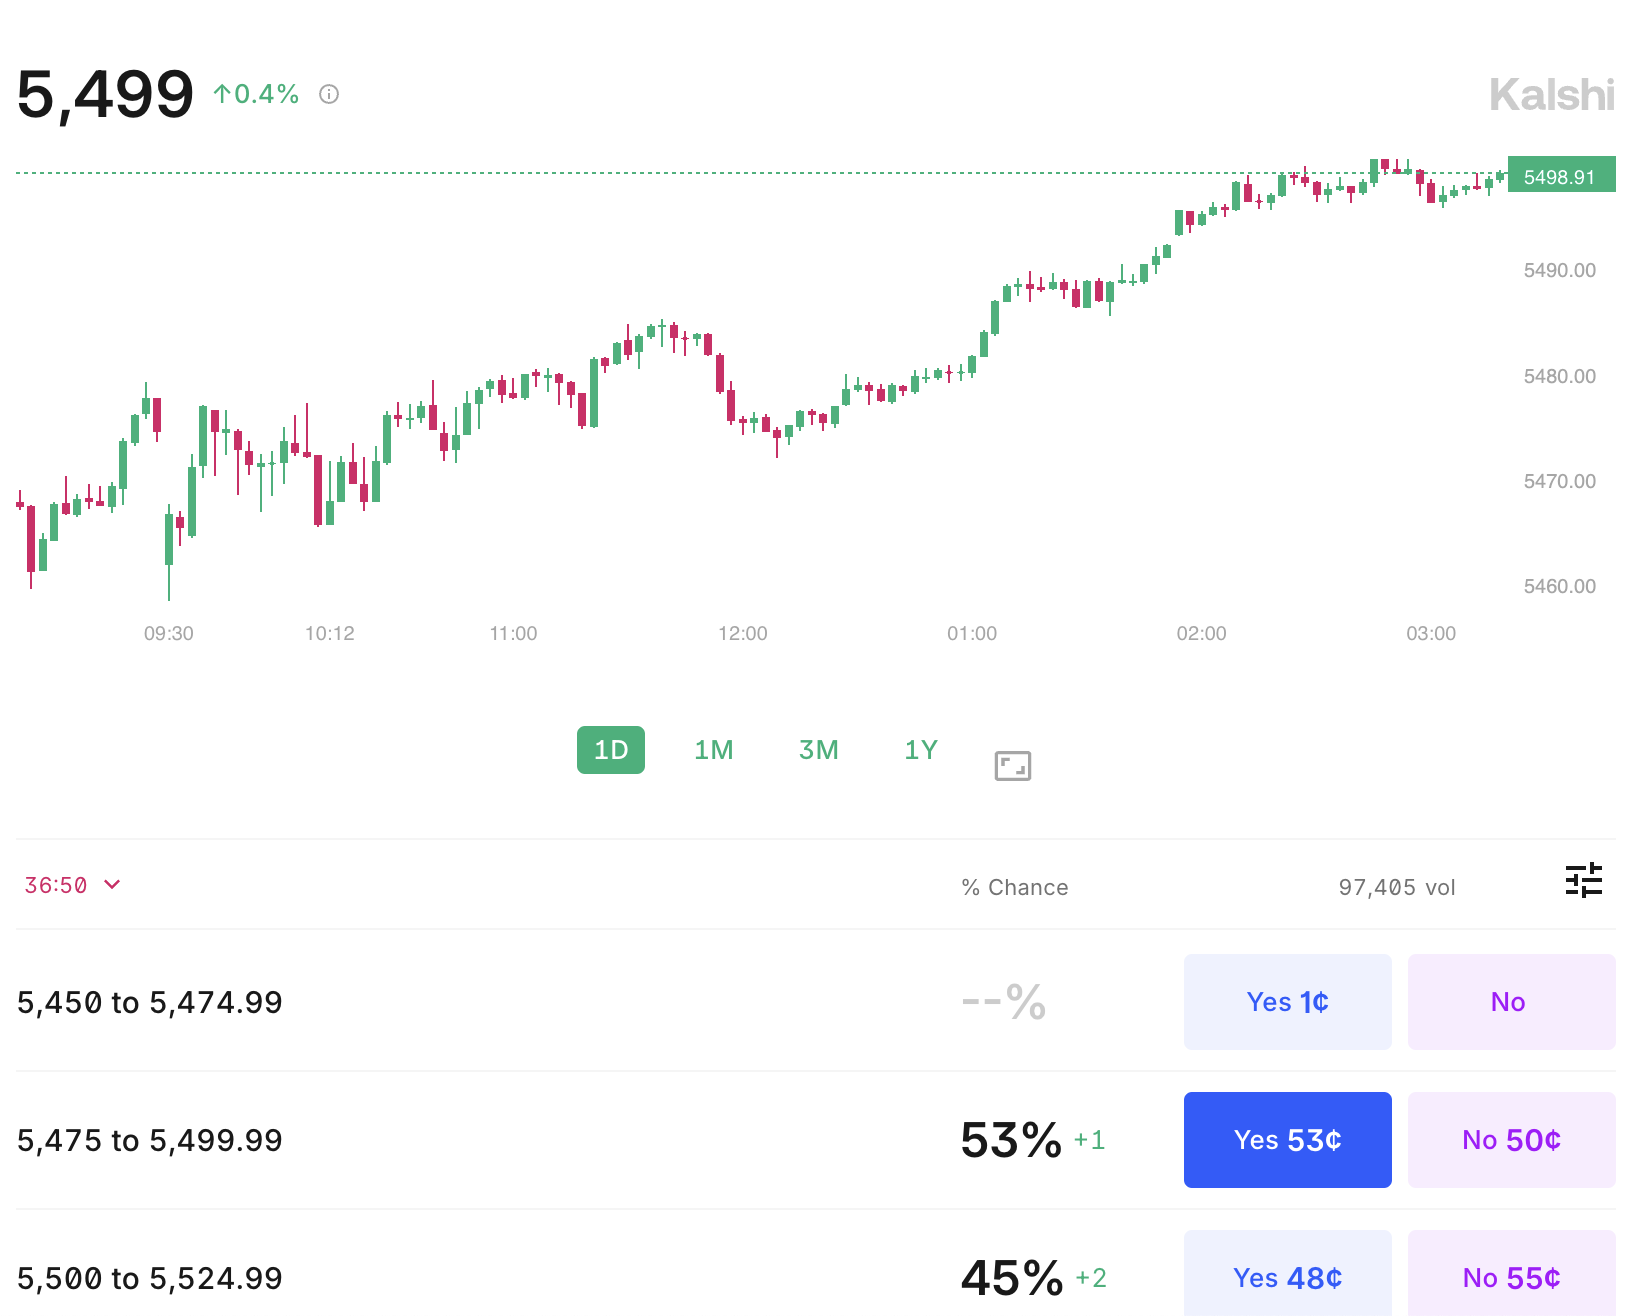 5,499 ↑0.4%
Kalshi
5498.91
5490.00
5480.00
5470.00
5460.00
09:30 10:12 11:00 12:00 01:00 02:00 03:00
1D 1M 3M 1Y
36:50 % Chance 97,405 vol
5,450 to 5,474.99 --% Yes 1¢ No
5,475 to 5,499.99 53% +1 Yes 53¢ No 50¢
5,500 to 5,524.99 45% +2 Yes 48¢ No 55¢